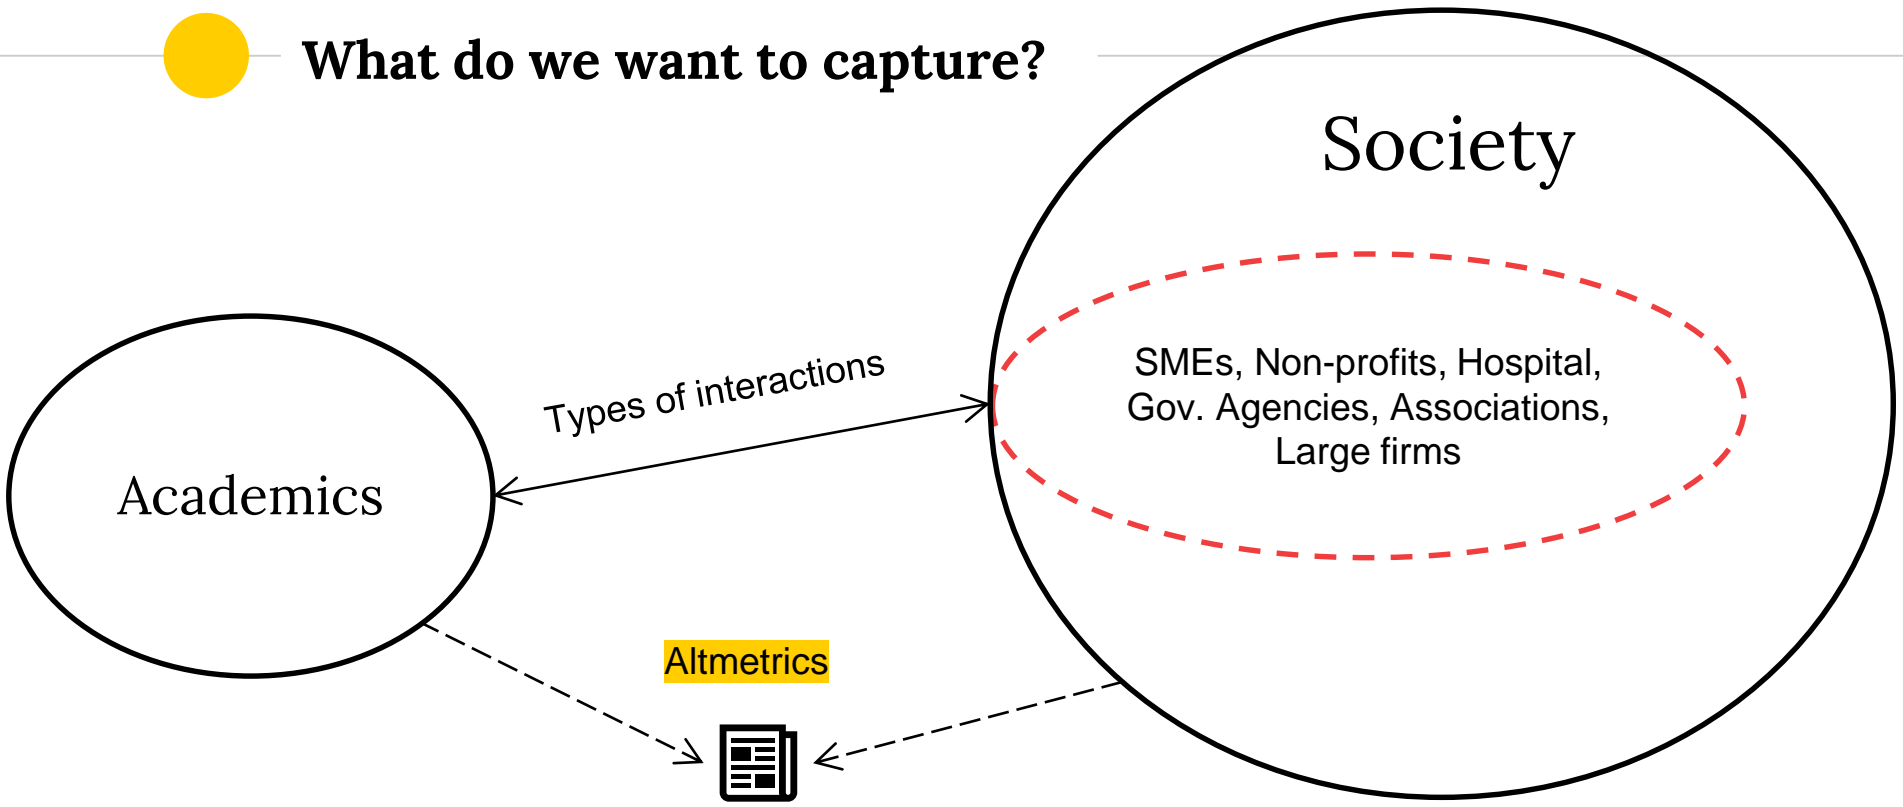 What do we want to capture?
Society
SMEs, Non-profits, Hospital,
Gov. Agencies, Associations,
Large firms
Types of interactions
Academics
Altmetrics